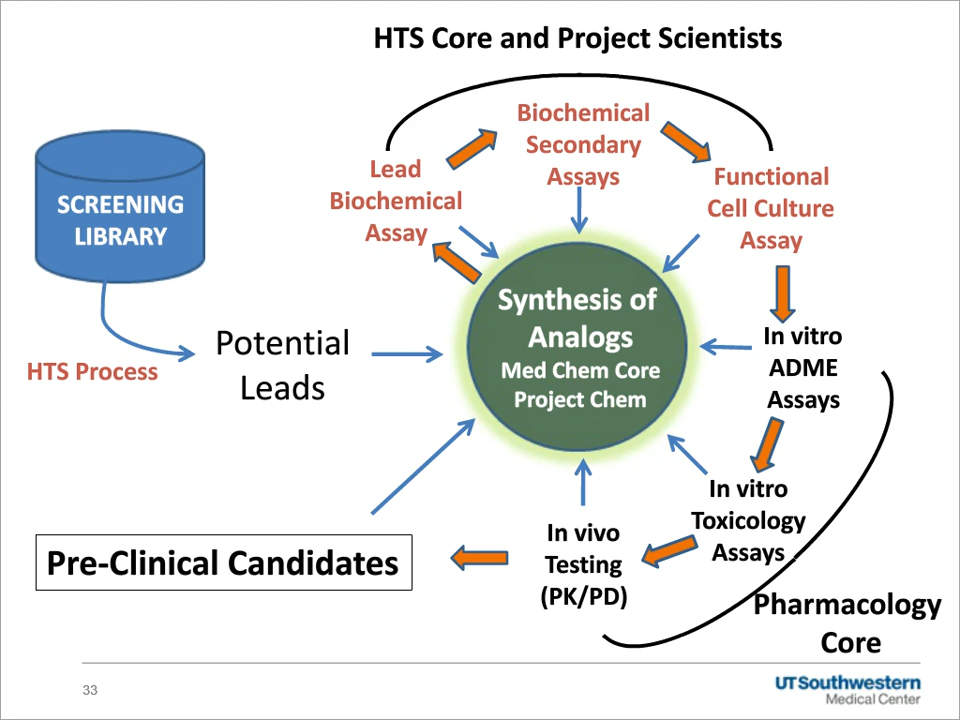 HTS Core and Project Scientists
Biochemical
Secondary
Assays
Lead
Biochemical
Assay
Functional
Cell Culture
Assay
SCREENING
LIBRARY
Synthesis of
Analogs
Med Chem Core
Project Chem
Potential
Leads
HTS Process
In vitro
ADME
Assays
In vitro
Toxicology
Assays
In vivo
Testing
(PK/PD)
Pre-Clinical Candidates
Pharmacology
Core
33
UT Southwestern
Medical Center